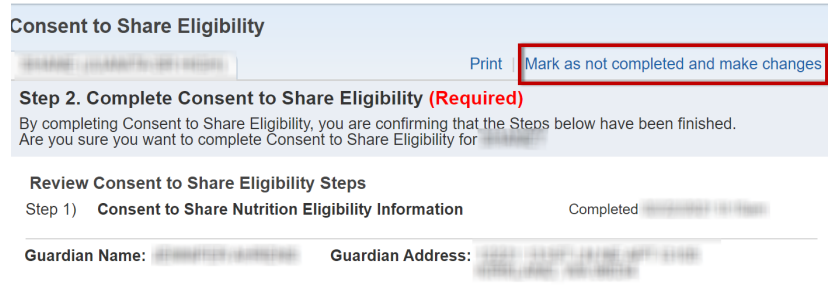 Consent to Share Eligibility
Print | Mark as not completed and make changes
Step 2. Complete Consent to Share Eligibility (Required)
By completing Consent to Share Eligibility, you are confirming that the Steps below have been finished.
Are you sure you want to complete Consent to Share Eligibility for
Review Consent to Share Eligibility Steps
Step 1) Consent to Share Nutrition Eligibility Information Completed
Guardian Name: Guardian Address: